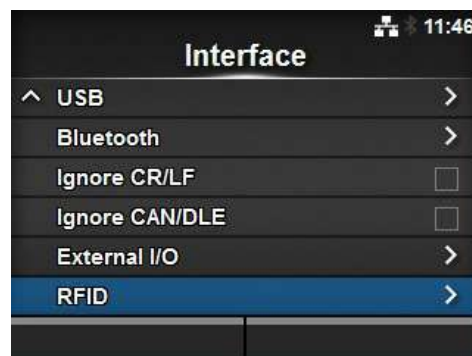 11:46
Interface
USB
Bluetooth
Ignore CR/LF
Ignore CAN/DLE
External I/O
RFID